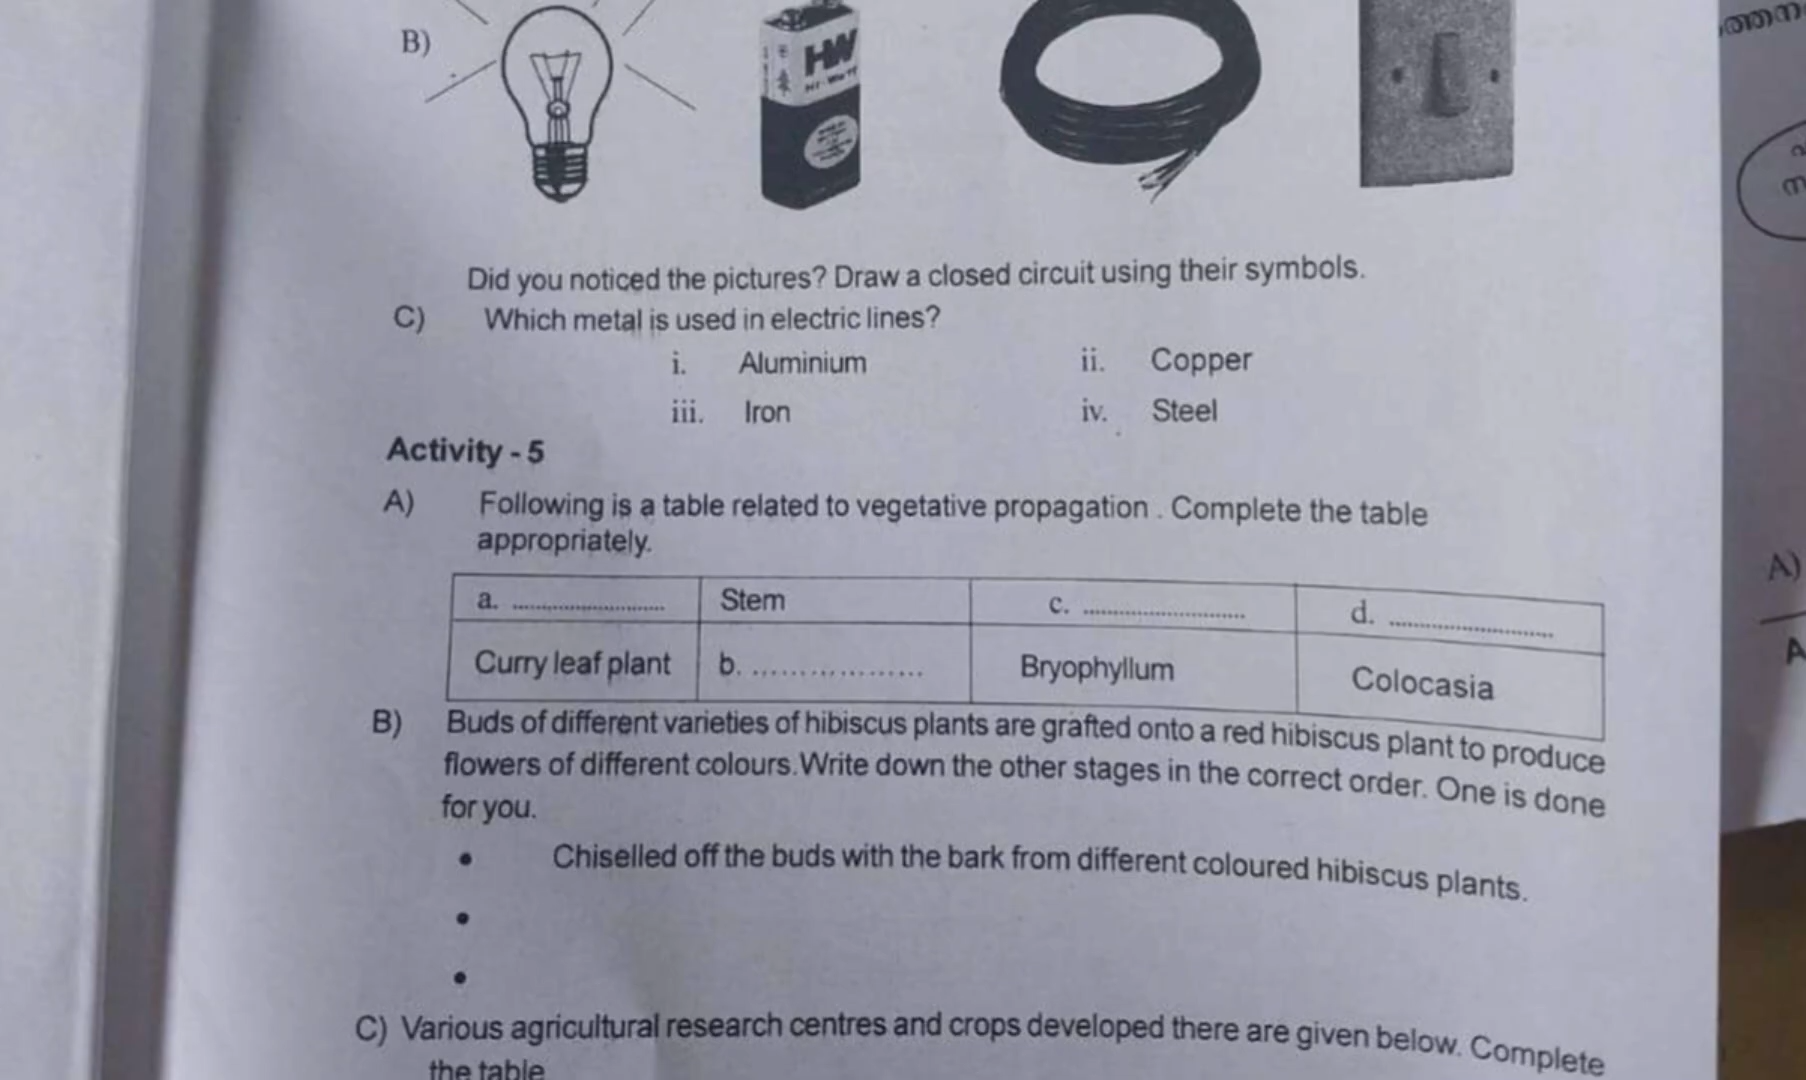 B)
HW
HI-WATT
Did you noticed the pictures? Draw a closed circuit using their symbols.
C) Which metal is used in electric lines?
i. Aluminium ii. Copper
iii. Iron iv. Steel
Activity - 5
A) Following is a table related to vegetative propagation . Complete the table
appropriately.
a. .......................... Stem c. .......................... d. ..........................
Curry leaf plant b. .................. Bryophyllum Colocasia
B) Buds of different varieties of hibiscus plants are grafted onto a red hibiscus plant to produce
flowers of different colours.Write down the other stages in the correct order. One is done
for you.
• Chiselled off the buds with the bark from different coloured hibiscus plants.
•
•
C) Various agricultural research centres and crops developed there are given below. Complete
the table
A)
A